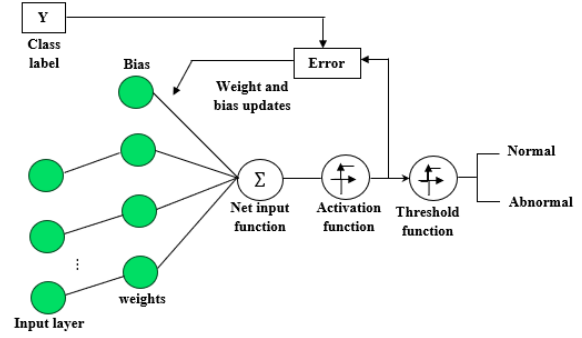 Y
Class
label
Error
Bias
Weight and
bias updates
Normal
Σ
Net input
function
Activation
function
Threshold
function
Abnormal
⋮
weights
Input layer